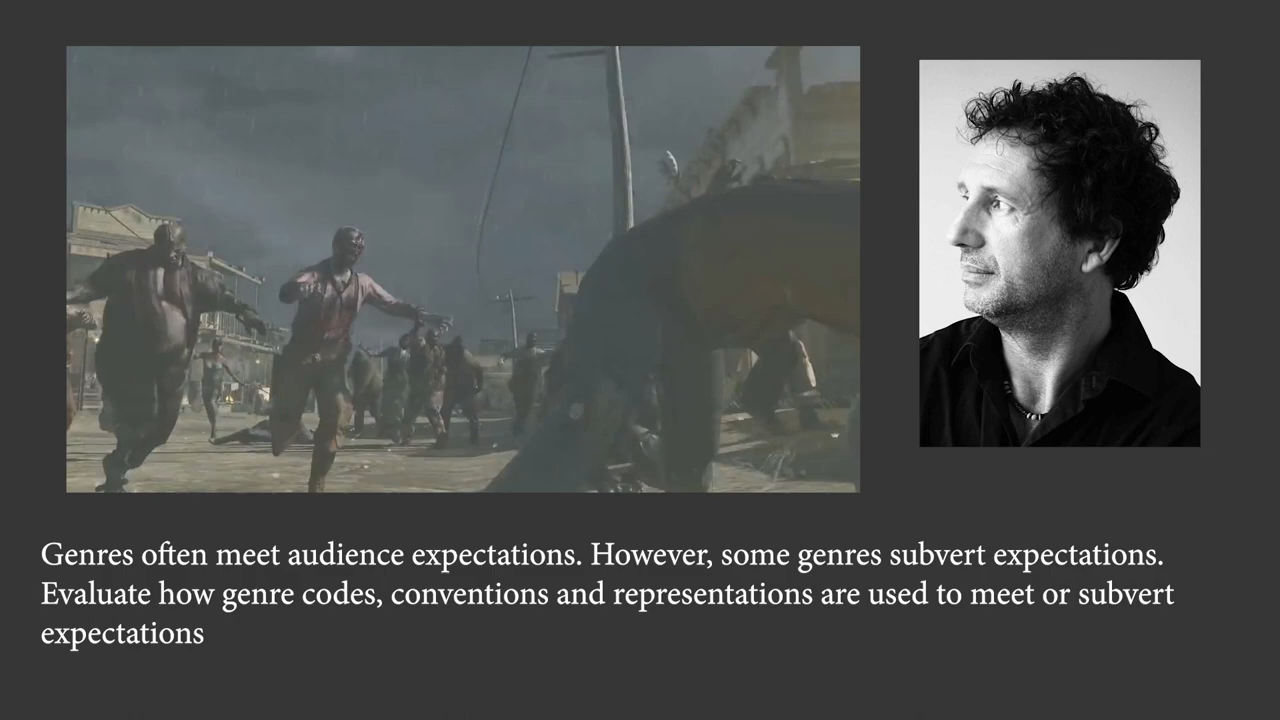 Genres often meet audience expectations. However, some genres subvert expectations.
Evaluate how genre codes, conventions and representations are used to meet or subvert
expectations